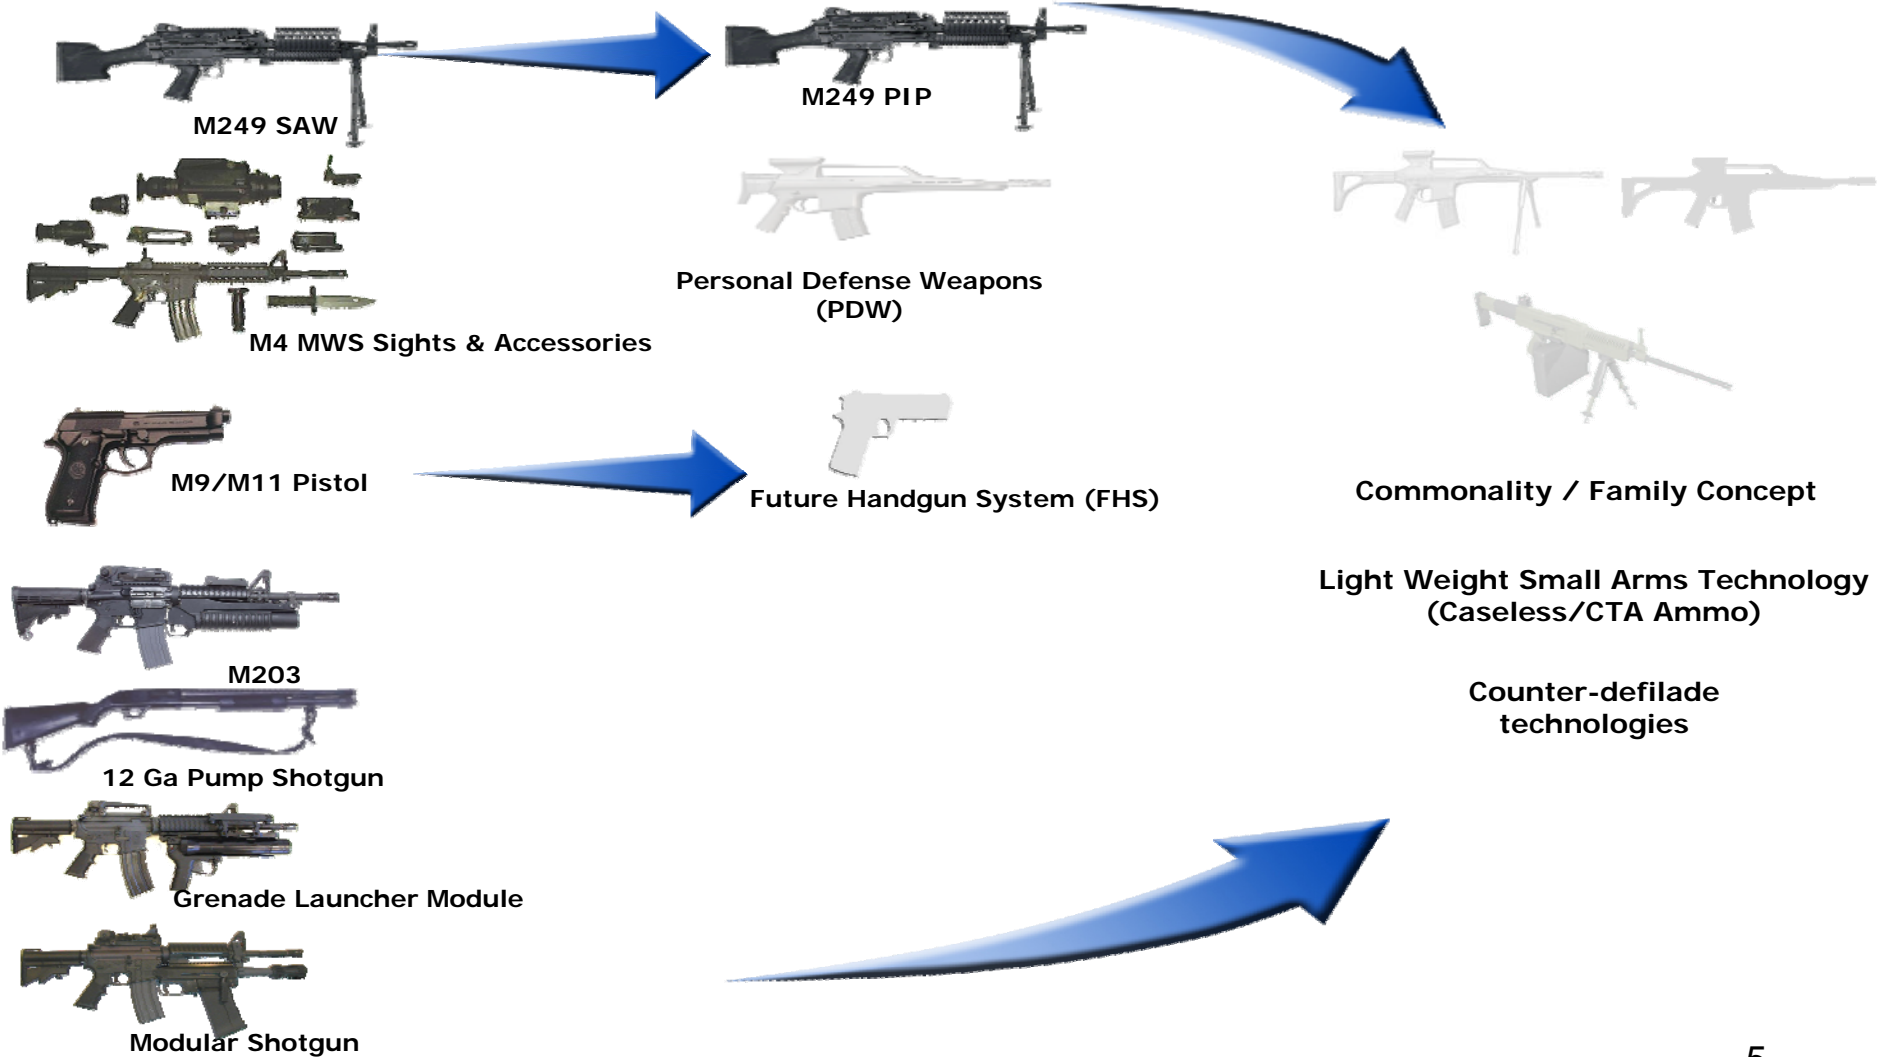 M249 SAW
M249 PIP
M4 MWS Sights & Accessories
Personal Defense Weapons
(PDW)
M9/M11 Pistol
Future Handgun System (FHS)
Commonality / Family Concept
Light Weight Small Arms Technology
(Caseless/CTA Ammo)
Counter-defilade
technologies
M203
12 Ga Pump Shotgun
Grenade Launcher Module
Modular Shotgun
5